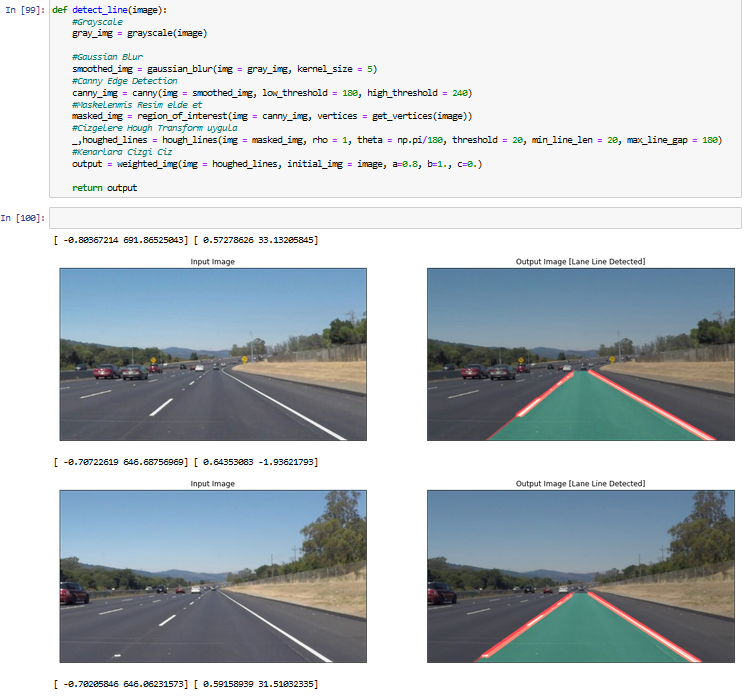 In [99]: def detect_line(image):
#Grayscale
gray_img = grayscale(image)
#Gaussian Blur
smoothed_img = gaussian_blur(img = gray_img, kernel_size = 5)
#Canny Edge Detection
canny_img = canny(img = smoothed_img, low_threshold = 180, high_threshold = 240)
#Maskelenmis Resim elde et
masked_img = region_of_interest(img = canny_img, vertices = get_vertices(image))
#Cizgelere Hough Transform uygula
_,houghed_lines = hough_lines(img = masked_img, rho = 1, theta = np.pi/180, threshold = 20, min_line_len = 20, max_line_gap = 180)
#Kenarlara Cizgi Ciz
output = weighted_img(img = houghed_lines, initial_img = image, a=0.8, b=1., c=0.)
return output
In [100]:
[ -0.80367214 691.86525043] [ 0.57278626 33.13205845]
Input Image
Output Image [Lane Line Detected]
[ -0.70722619 646.68756969] [ 0.64353083 -1.93621793]
Input Image
Output Image [Lane Line Detected]
[ -0.70205846 646.06231573] [ 0.59158939 31.51032335]